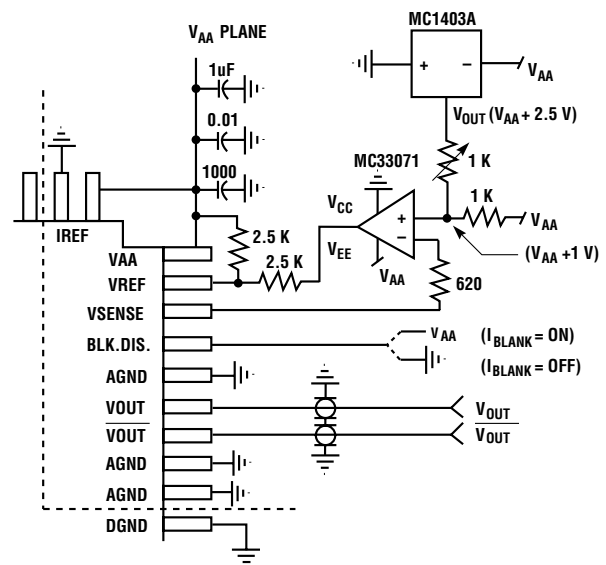 MC1403A
V_AA PLANE
+ −
V_AA
1uF
V_OUT (V_AA + 2.5 V)
0.01
1000
MC33071
1 K
1 K
V_CC
+
−
V_AA
IREF
2.5 K
(V_AA +1 V)
VAA
2.5 K
V_EE
V_AA
VREF
620
VSENSE
BLK.DIS.
V_AA (I_BLANK = ON)
(I_BLANK = OFF)
AGND
VOUT
V_OUT
V̅O̅U̅T̅
V̅_O̅U̅T̅
AGND
AGND
DGND